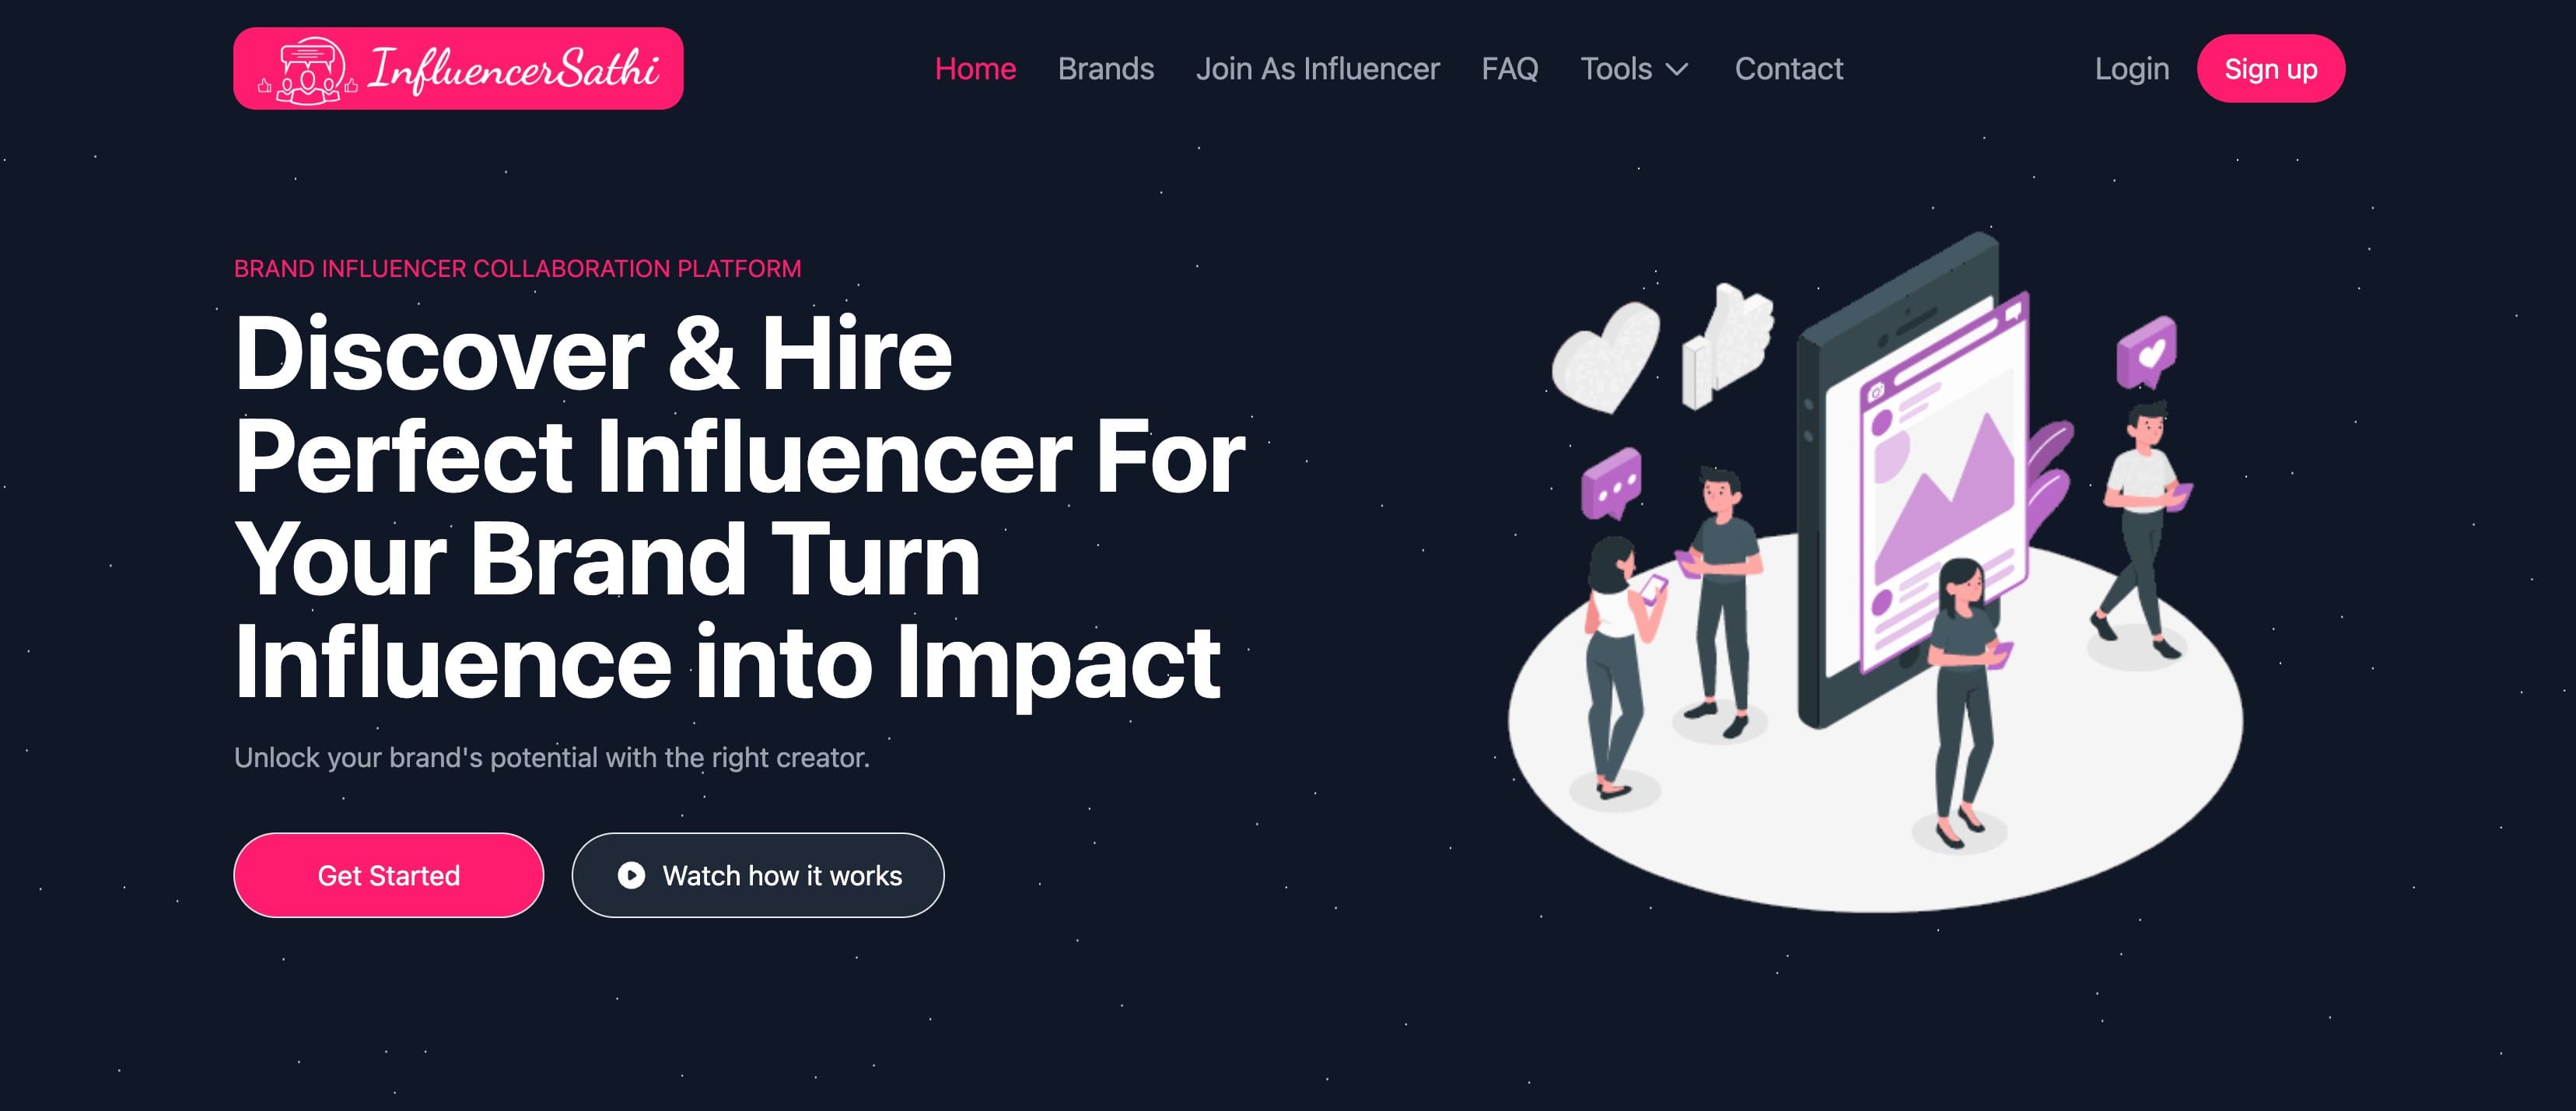 InfluencerSathi
Home
Brands
Join As Influencer
FAQ
Tools
Contact
Login
Sign up
BRAND INFLUENCER COLLABORATION PLATFORM
Discover & Hire
Perfect Influencer For
Your Brand Turn
Influence into Impact
Unlock your brand's potential with the right creator.
Get Started
Watch how it works